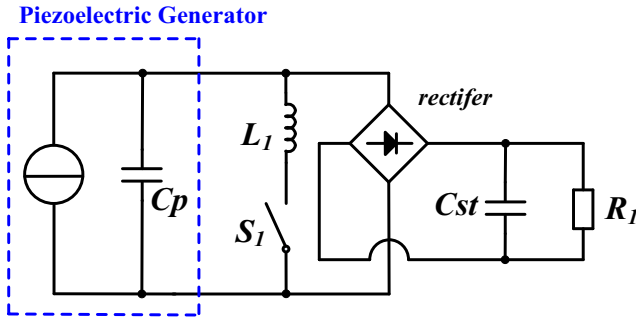 Piezoelectric Generator
rectifer
L1
Cp
Cst
R1
S1